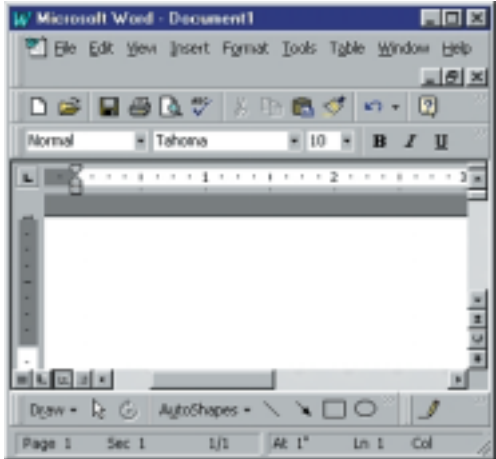 Microsoft Word - Document1
File Edit View Insert Format Tools Table Window Help
Normal Tahoma 10 B I U
1 2 3
Draw AutoShapes
Page 1 Sec 1 1/1 At 1" Ln 1 Col